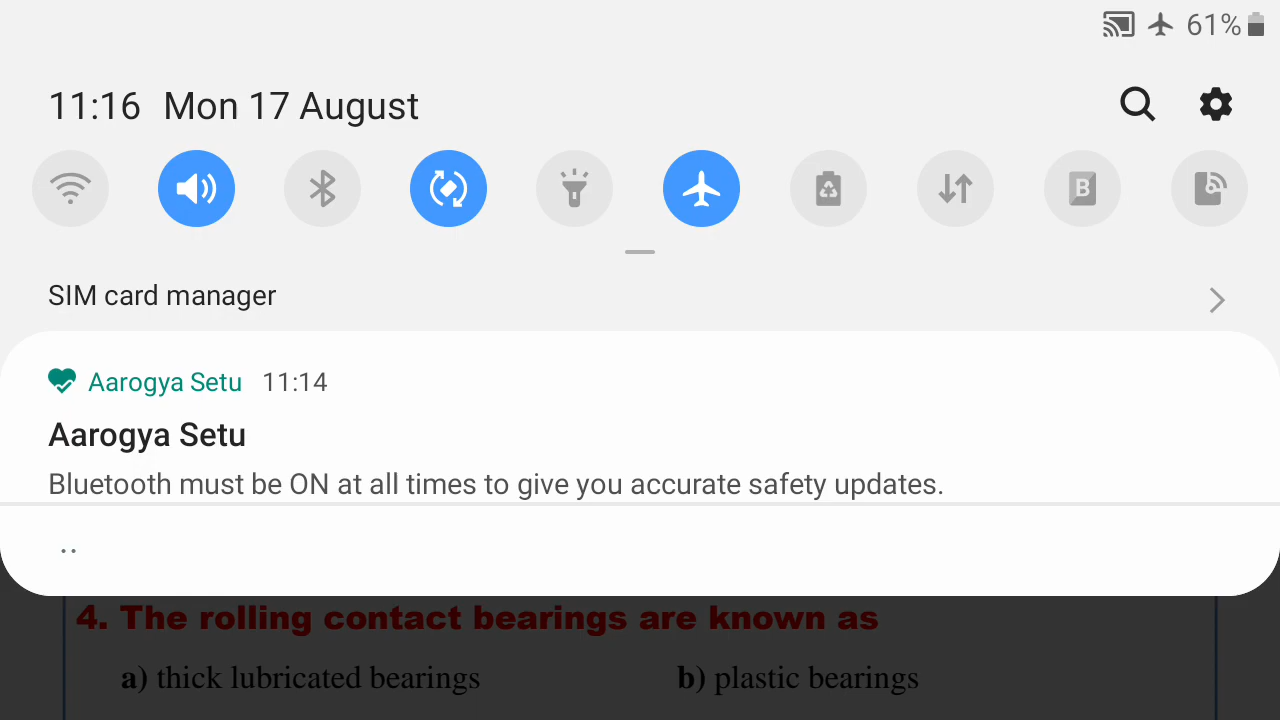 61%
11:16 Mon 17 August
B
SIM card manager
Aarogya Setu 11:14
Aarogya Setu
Bluetooth must be ON at all times to give you accurate safety updates.
..
4. The rolling contact bearings are known as
a) thick lubricated bearings b) plastic bearings